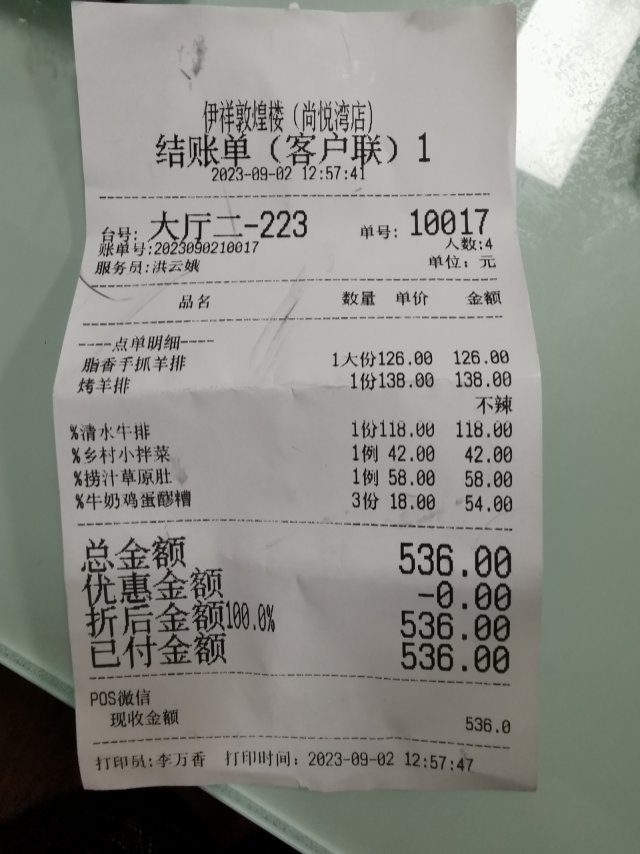 伊祥敦煌楼（尚悦湾店）
结账单（客户联）1
2023-09-02 12:57:41
台号: 大厅二-223 单号: 10017
账单号:2023090210017 人数:4
服务员:洪云娥 单位: 元
品名 数量 单价 金额
----点单明细----
脂香手抓羊排 1大份126.00 126.00
烤羊排 1份138.00 138.00
不辣
%清水牛排 1份118.00 118.00
%乡村小拌菜 1例 42.00 42.00
%捞汁草原肚 1例 58.00 58.00
%牛奶鸡蛋醪糟 3份 18.00 54.00
总金额 536.00
优惠金额 -0.00
折后金额100.0% 536.00
已付金额 536.00
POS微信
现收金额 536.0
打印员:李万香 打印时间: 2023-09-02 12:57:47